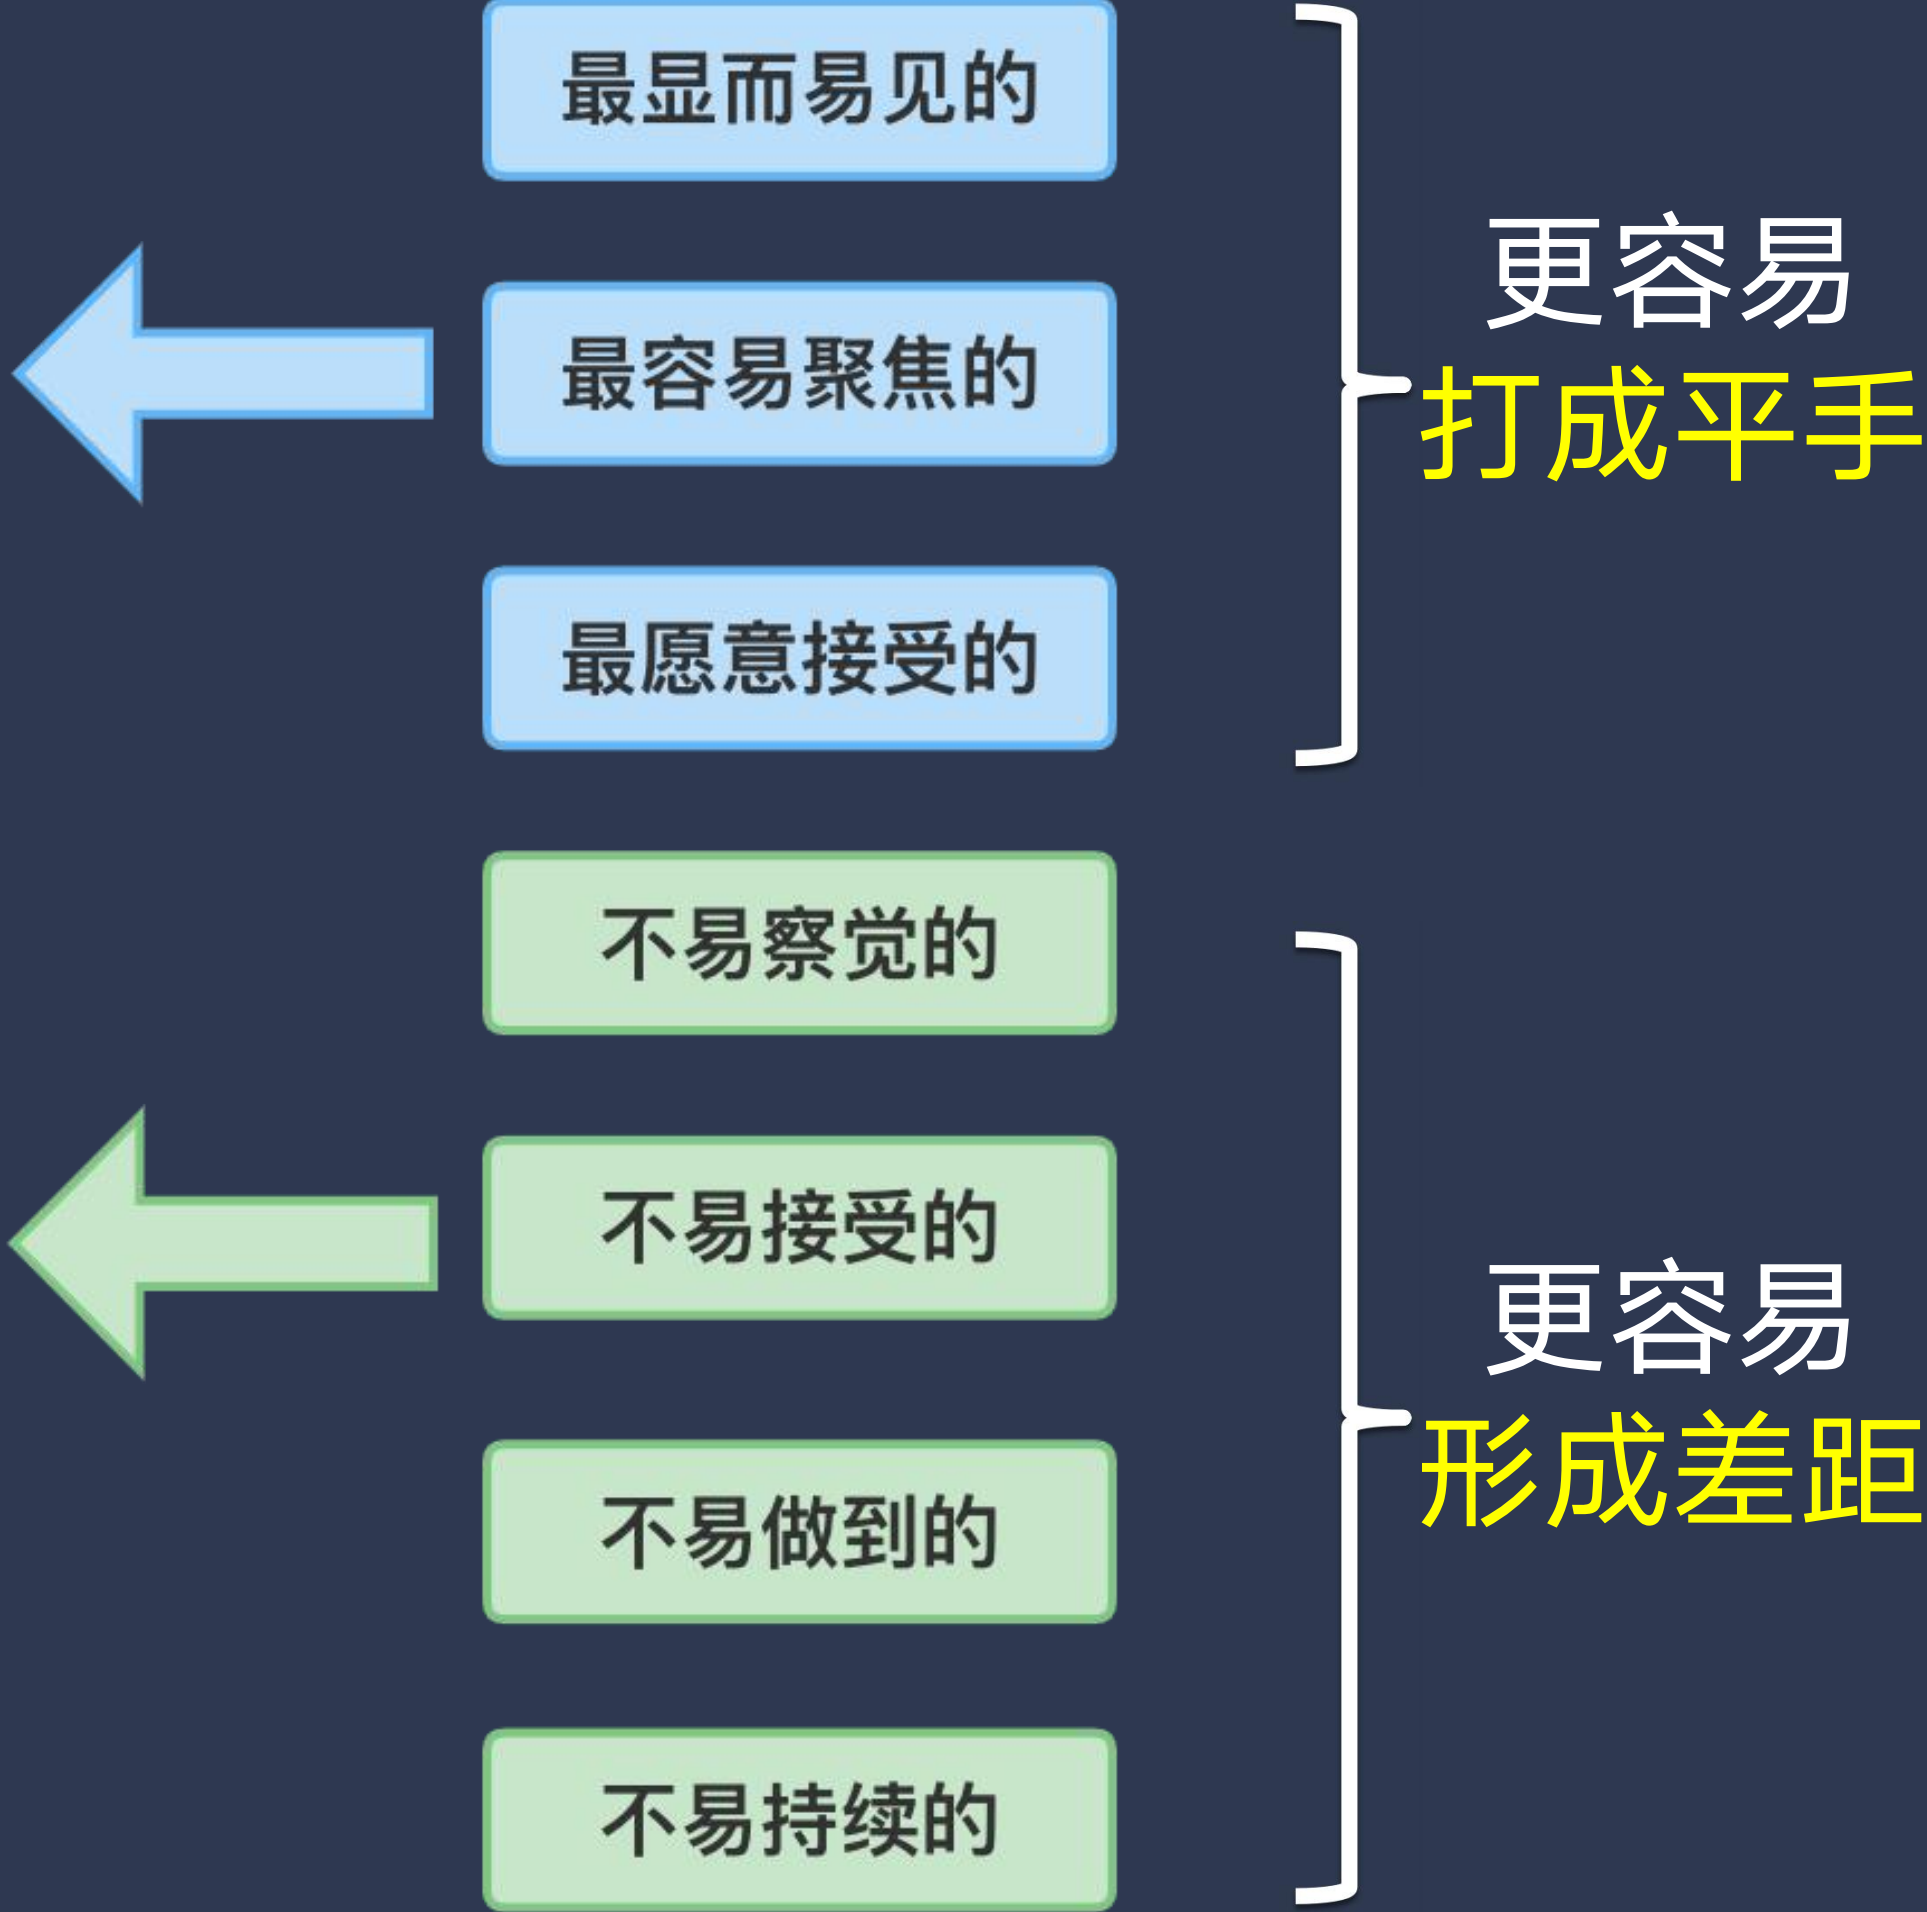 最显而易见的
最容易聚焦的
最愿意接受的
更容易
打成平手
不易察觉的
不易接受的
不易做到的
不易持续的
更容易
形成差距